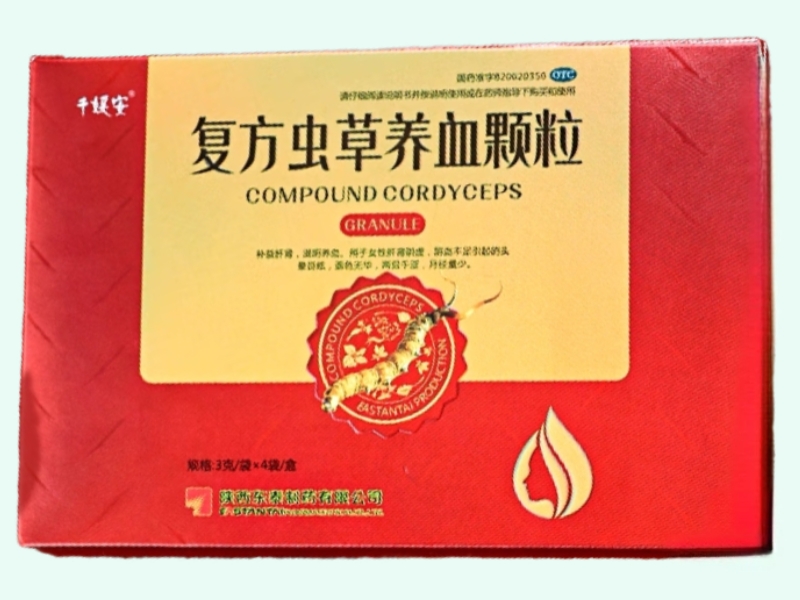 千媛安
国药准字B20020350 OTC
请仔细阅读说明书并按说明使用或在药师指导下购买和使用
复方虫草养血颗粒
COMPOUND CORDYCEPS
GRANULE
补益肝肾，滋阴养血。用于女性肝肾阴虚，阴血不足引起的头
晕目眩，面色无华，两目干涩，月经量少。
COMPOUND CORDYCEPS
EASTANTAI PRODUCTION
规格:3克/袋×4袋/盒
陕西东泰制药有限公司